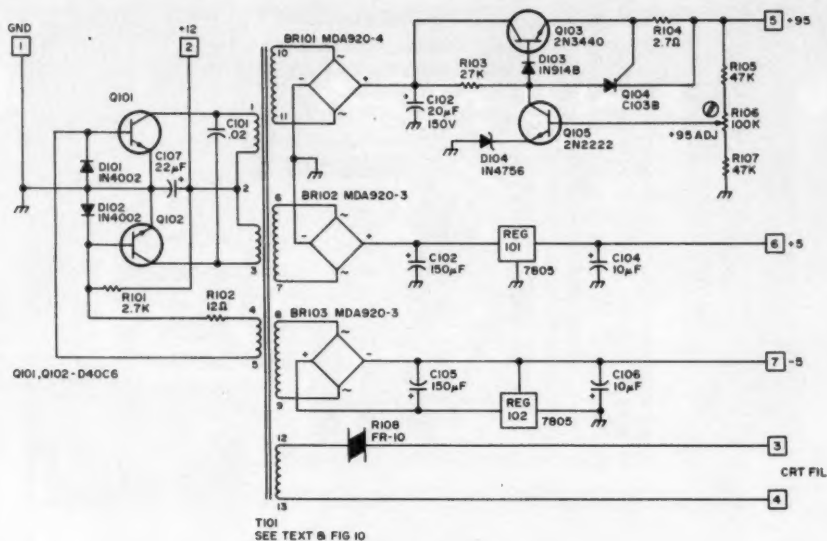 GND
1
+12
2
Q101
C101
.02
1
2
3
C107
22µF
+
D101
IN4002
D102
IN4002
Q102
R101
2.7K
R102
12Ω
4
5
Q101,Q102-D40C6
BR101 MDA920-4
10
11
~
~
-
+
+
C102
20µF
150V
R103
27K
Q103
2N3440
D103
IN914B
R104
2.7Ω
Q104
C103B
Q105
2N2222
D104
IN4756
5
+95
R105
47K
R106
100K
+95 ADJ
R107
47K
BR102 MDA920-3
6
7
~
~
-
+
+
C102
150µF
REG
101
7805
+
C104
10µF
6
+5
BR103 MDA920-3
8
9
~
~
+
-
C105
150µF
+
REG
102
7805
C106
10µF
+
7
-5
R108
FR-10
12
13
3
CRT FIL
4
T101
SEE TEXT & FIG 10